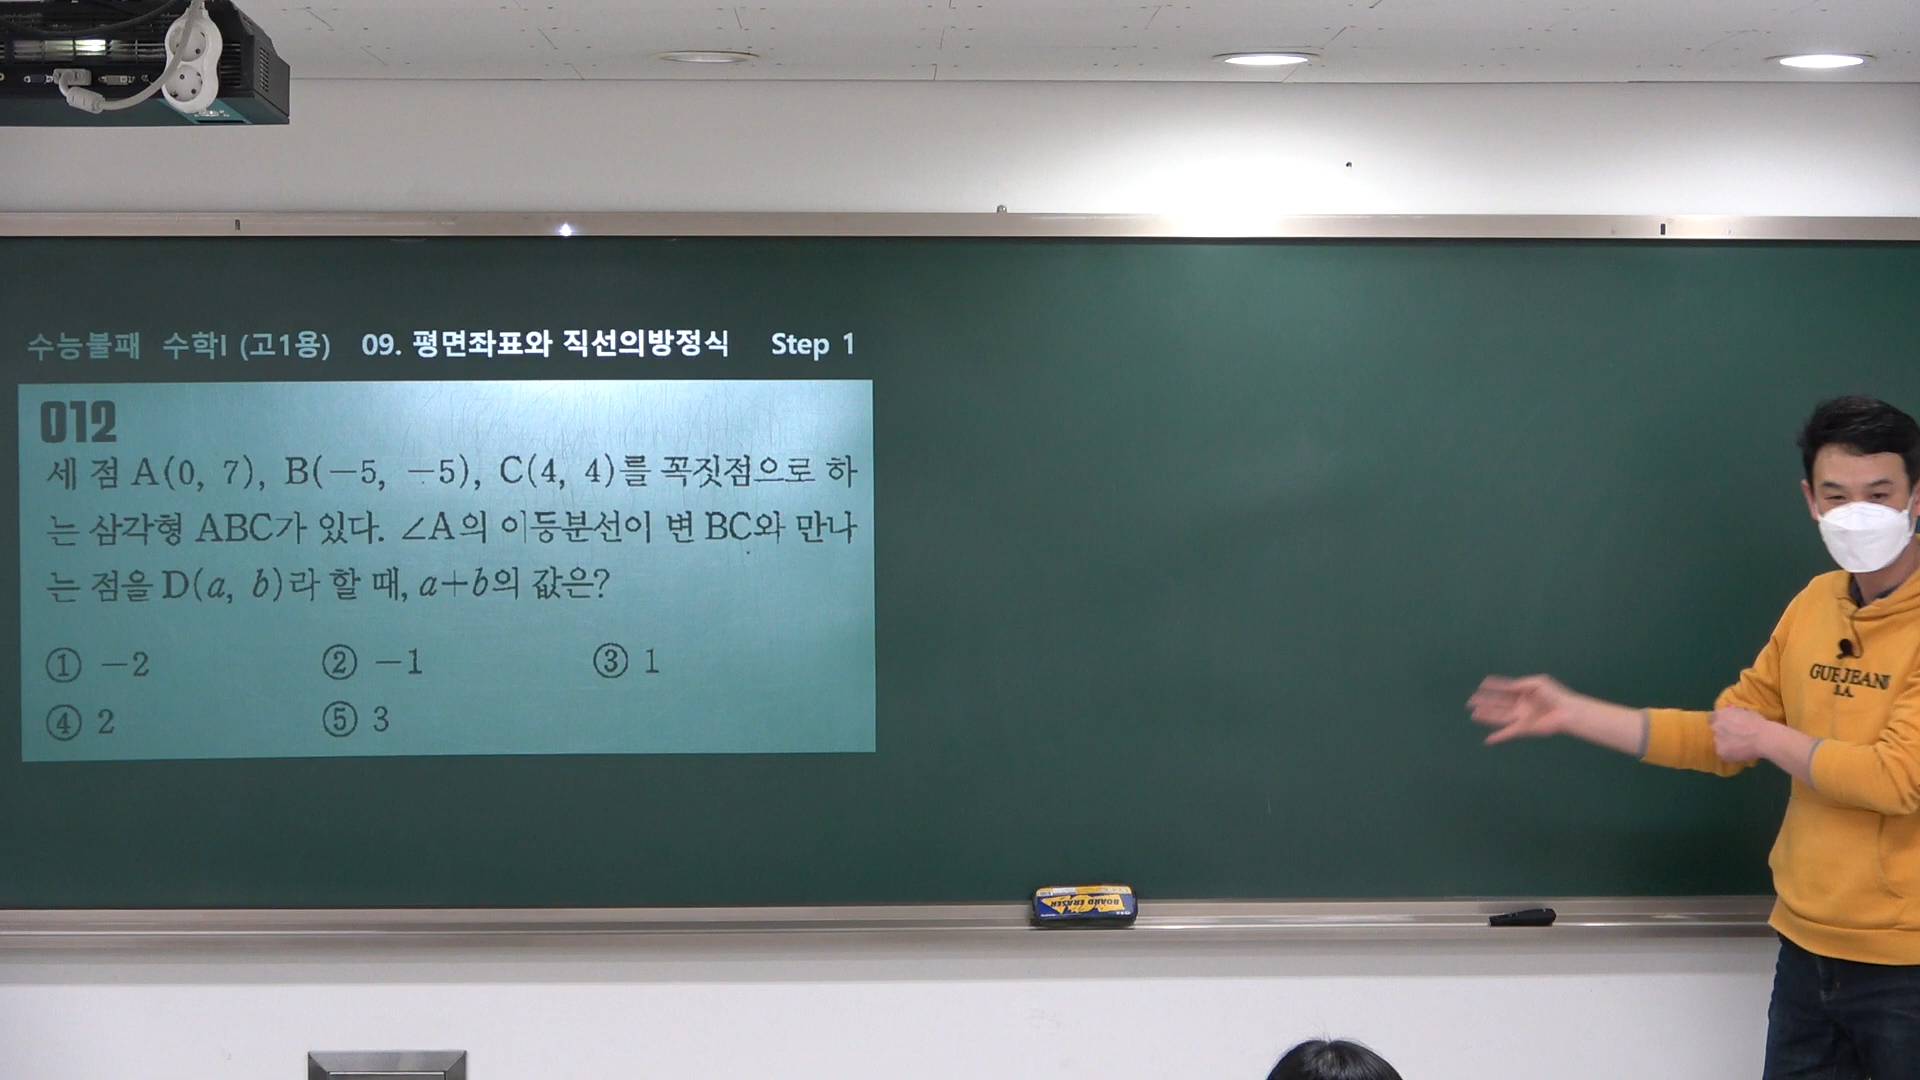 수능불패 수학Ⅰ (고1용) 09. 평면좌표와 직선의방정식 Step 1
012
세 점 A(0, 7), B(−5, −5), C(4, 4)를 꼭짓점으로 하
는 삼각형 ABC가 있다. ∠A의 이등분선이 변 BC와 만나
는 점을 D(a, b)라 할 때, a+b의 값은?
① −2 ② −1 ③ 1
④ 2 ⑤ 3
BOARD ERASER